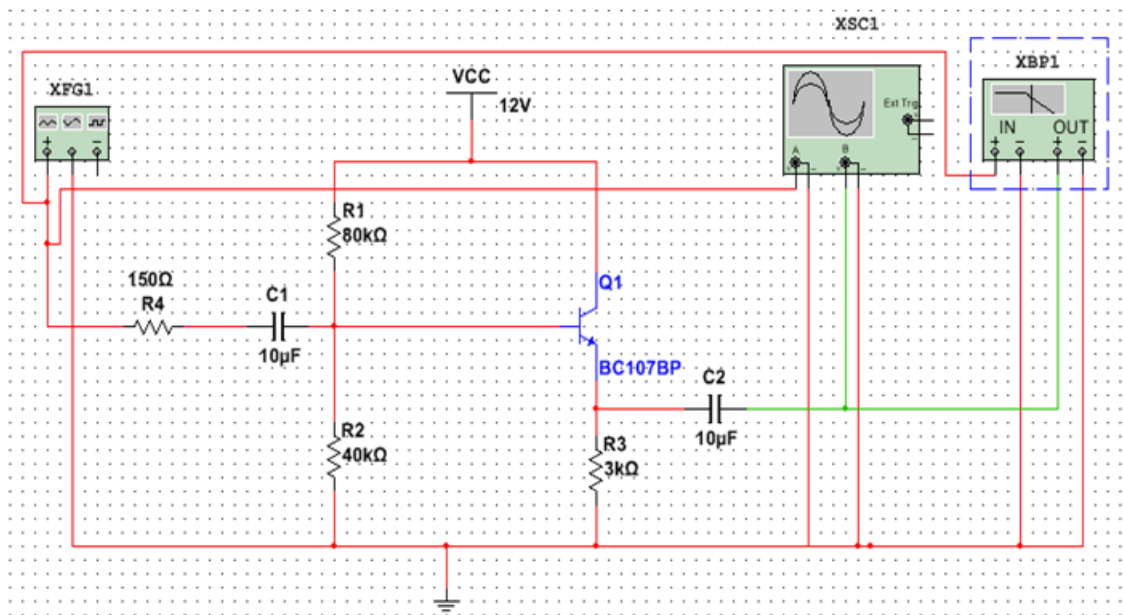 XSC1
XFG1
VCC
12V
XBP1
Ext Trig
IN OUT
A
B
R1
80kΩ
150Ω
R4
C1
10µF
Q1
BC107BP
C2
10µF
R2
40kΩ
R3
3kΩ